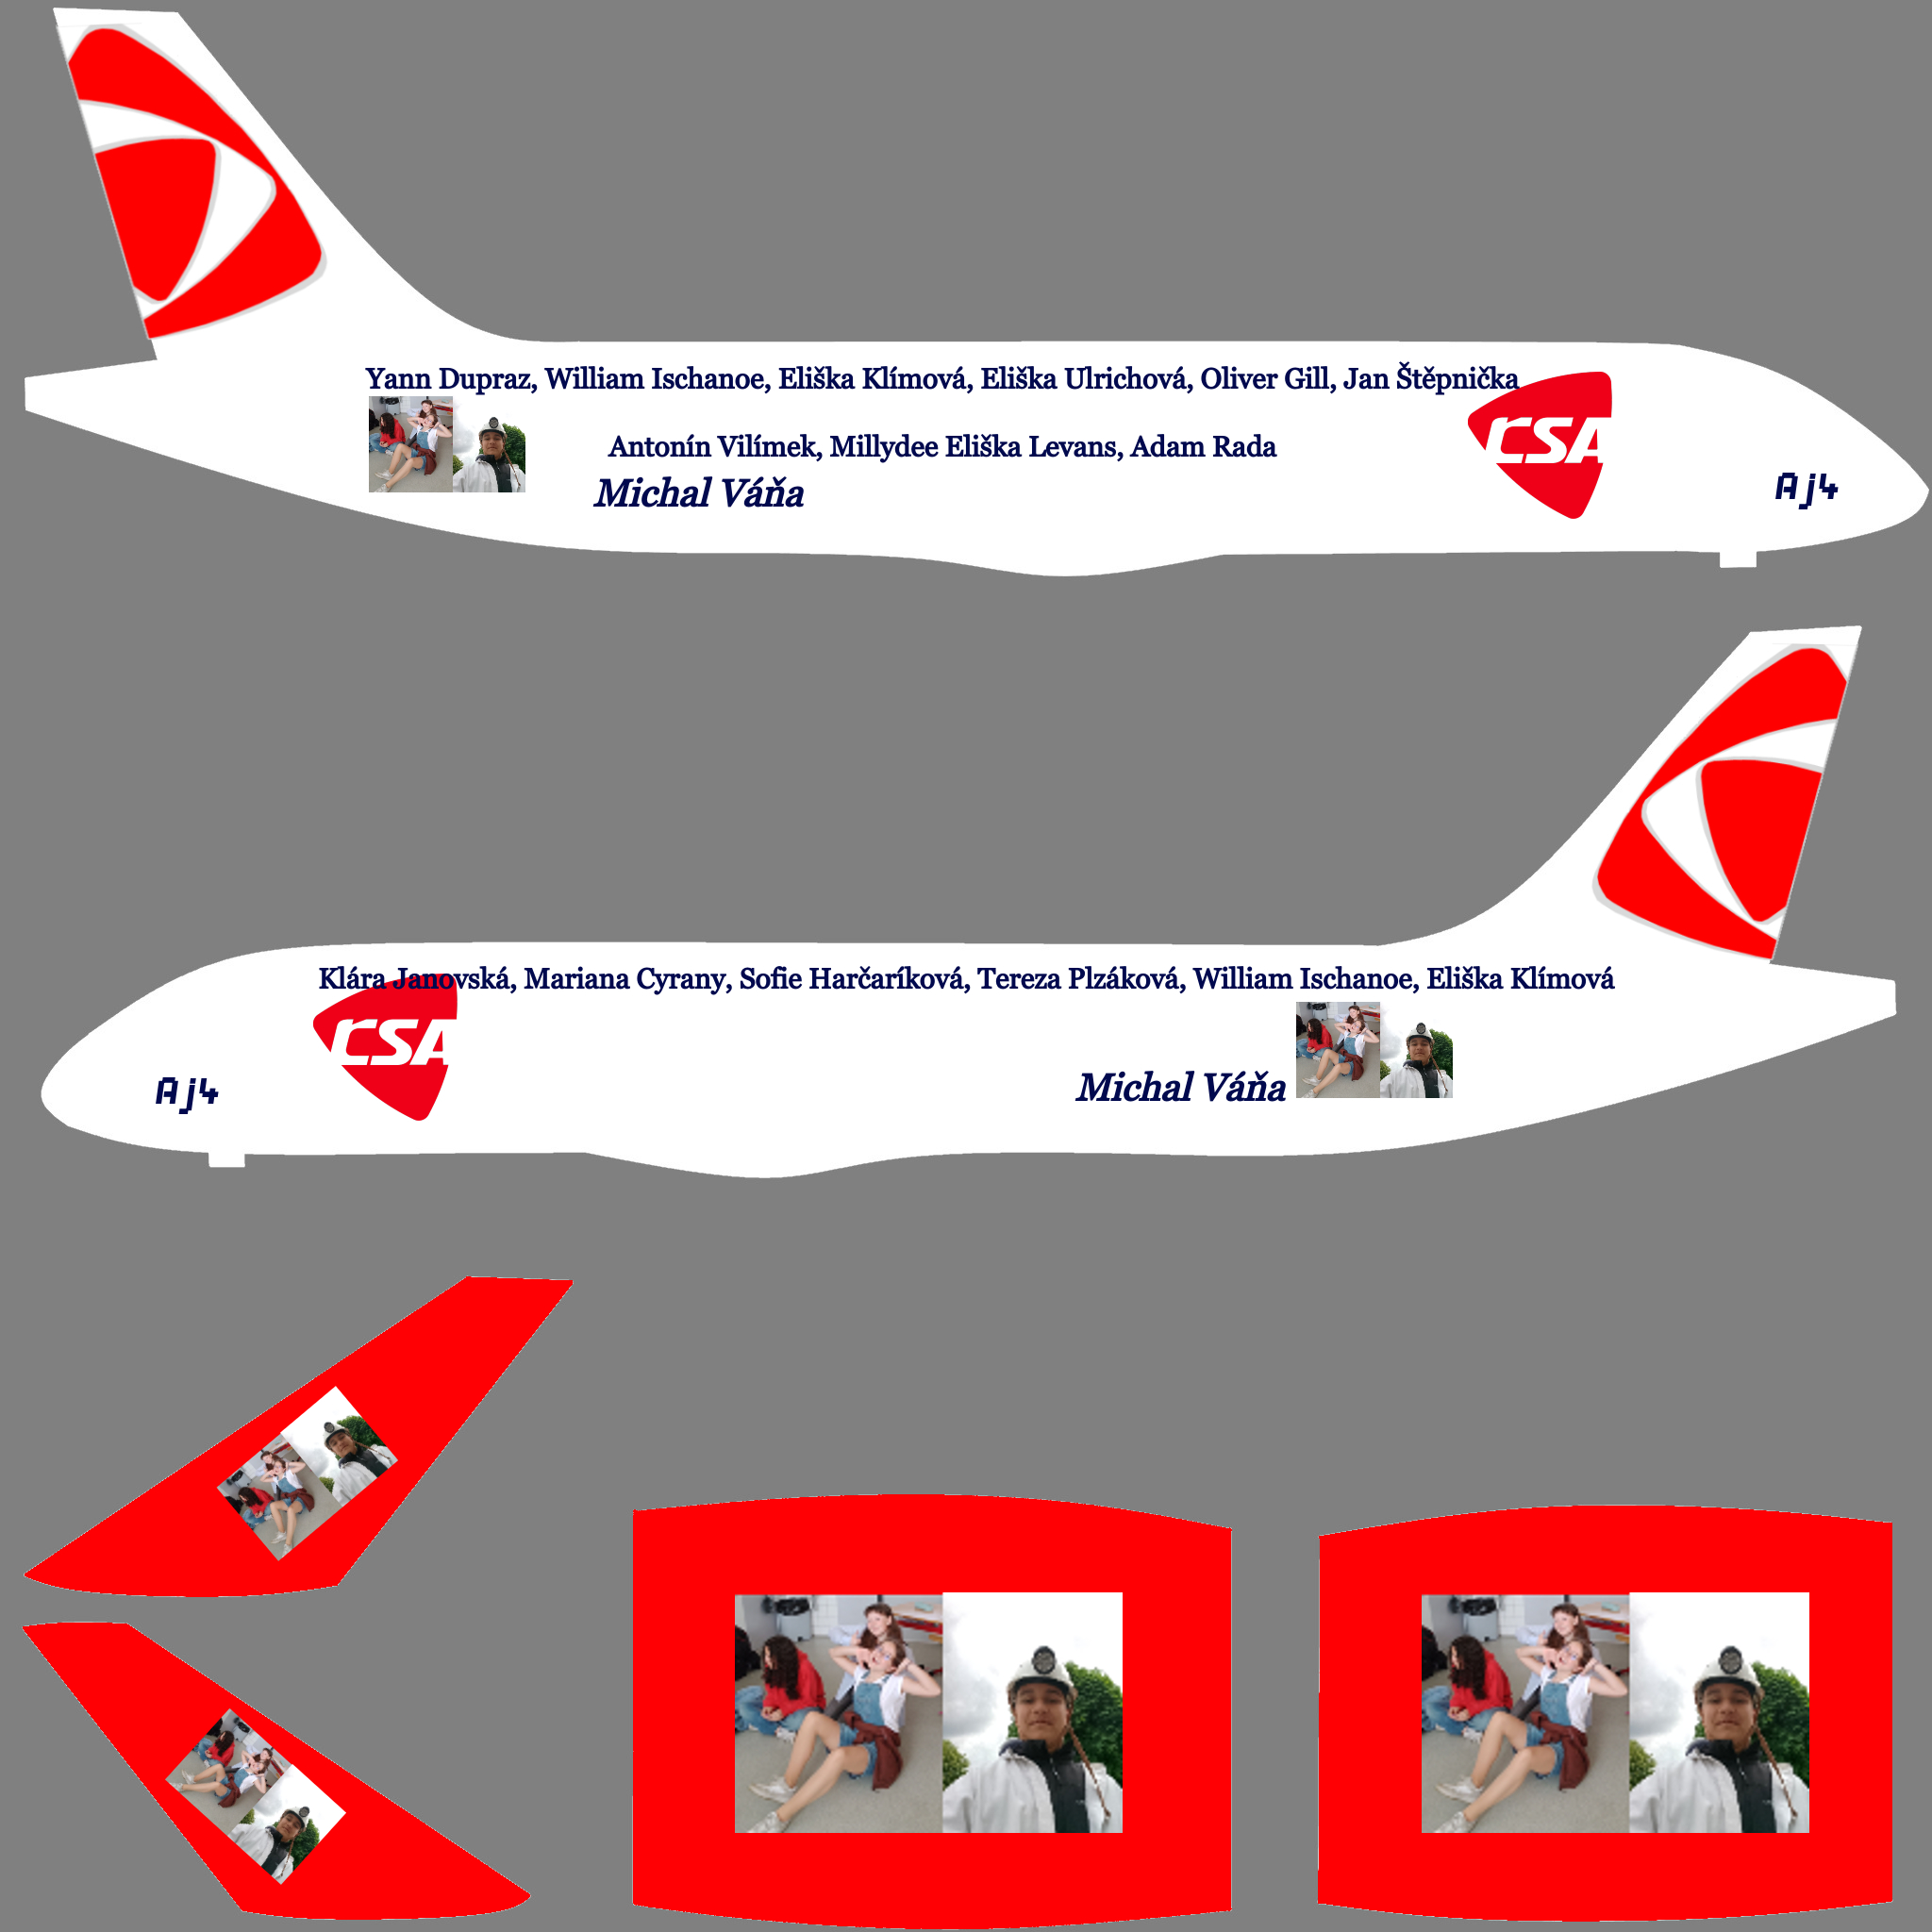 Yann Dupraz, William Ischanoe, Eliška Klímová, Eliška Ulrichová, Oliver Gill, Jan Štěpnička
Antonín Vilímek, Millydee Eliška Levans, Adam Rada
Michal Váňa
CSA
Aj4
Klára Janovská, Mariana Cyrany, Sofie Harčaríková, Tereza Plzáková, William Ischanoe, Eliška Klímová
CSA
Michal Váňa
Aj4